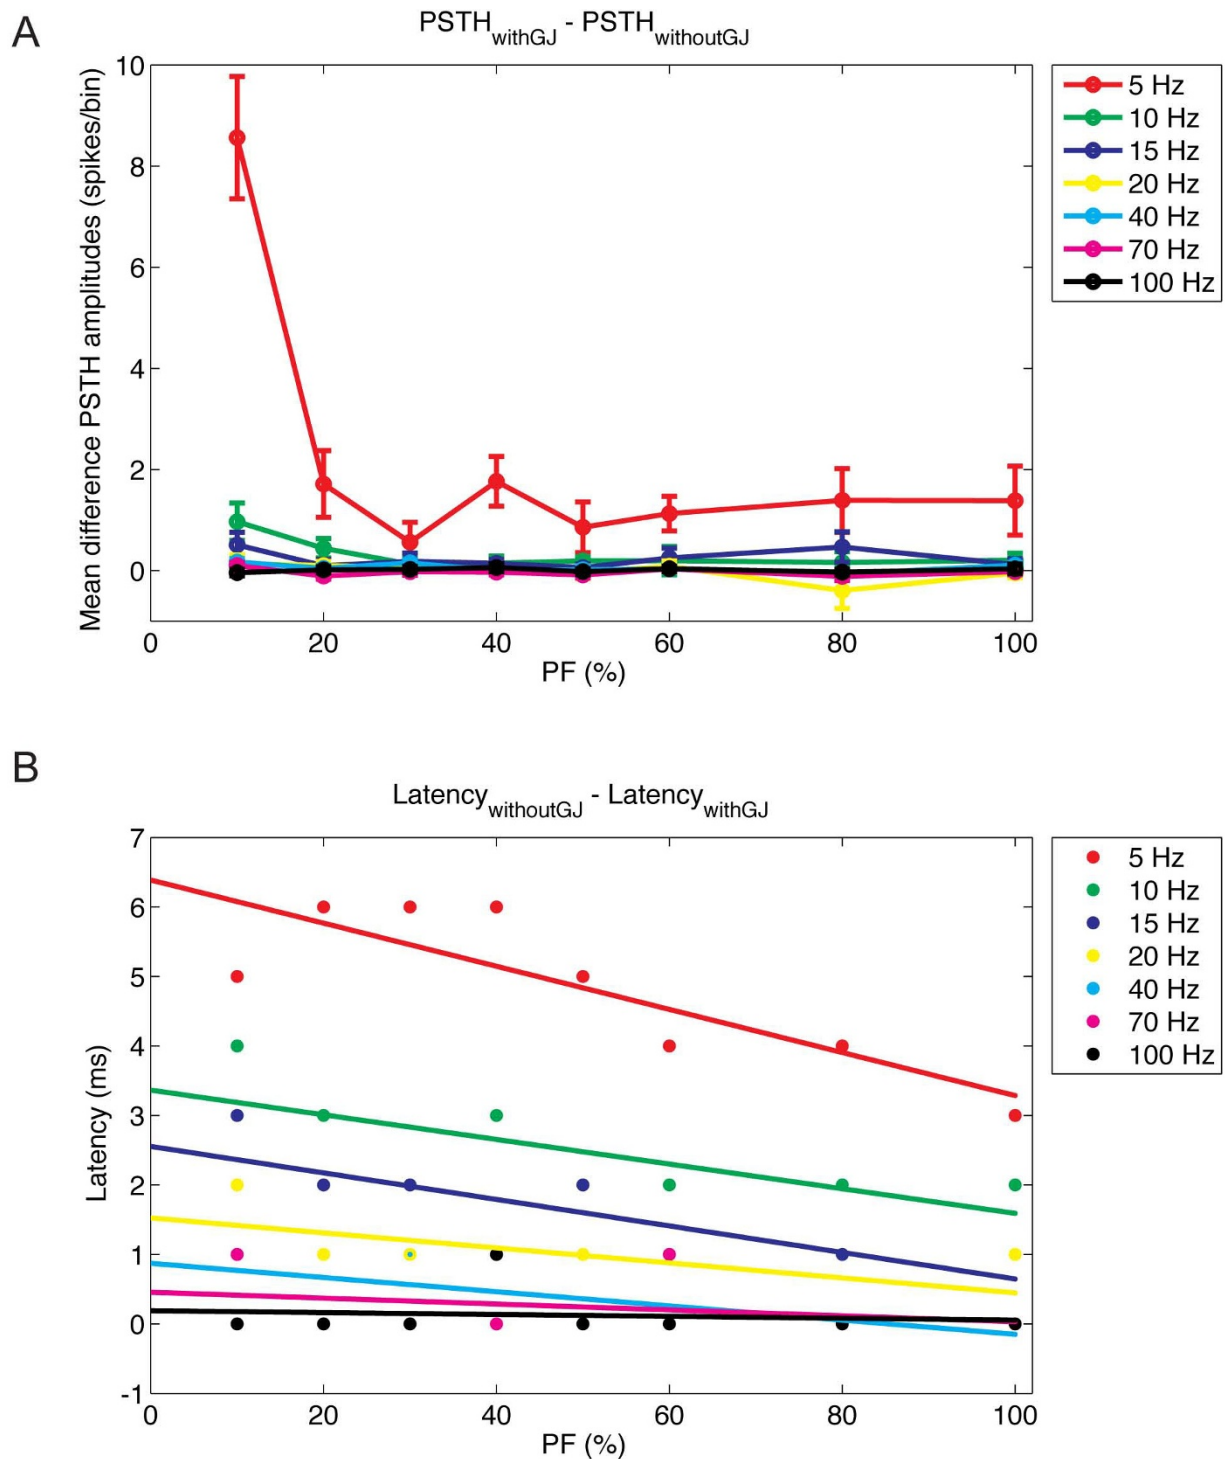 A
PSTHwithGJ - PSTHwithoutGJ
Mean difference PSTH amplitudes (spikes/bin)
10
8
6
4
2
0
0 20 40 60 80 100
PF (%)
5 Hz
10 Hz
15 Hz
20 Hz
40 Hz
70 Hz
100 Hz
B
LatencywithoutGJ - LatencywithGJ
Latency (ms)
7
6
5
4
3
2
1
0
-1
0 20 40 60 80 100
PF (%)
5 Hz
10 Hz
15 Hz
20 Hz
40 Hz
70 Hz
100 Hz